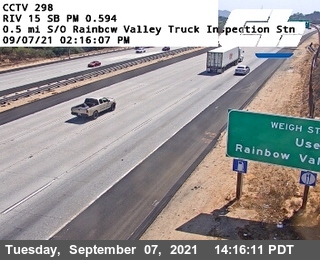 CCTV 298
RIV 15 SB PM 0.594
0.5 mi S/O Rainbow Valley Truck Inspection Stn
09/07/21 02:16:07 PM
WEIGH ST
Use
Rainbow Val
Tuesday, September 07, 2021 14:16:11 PDT